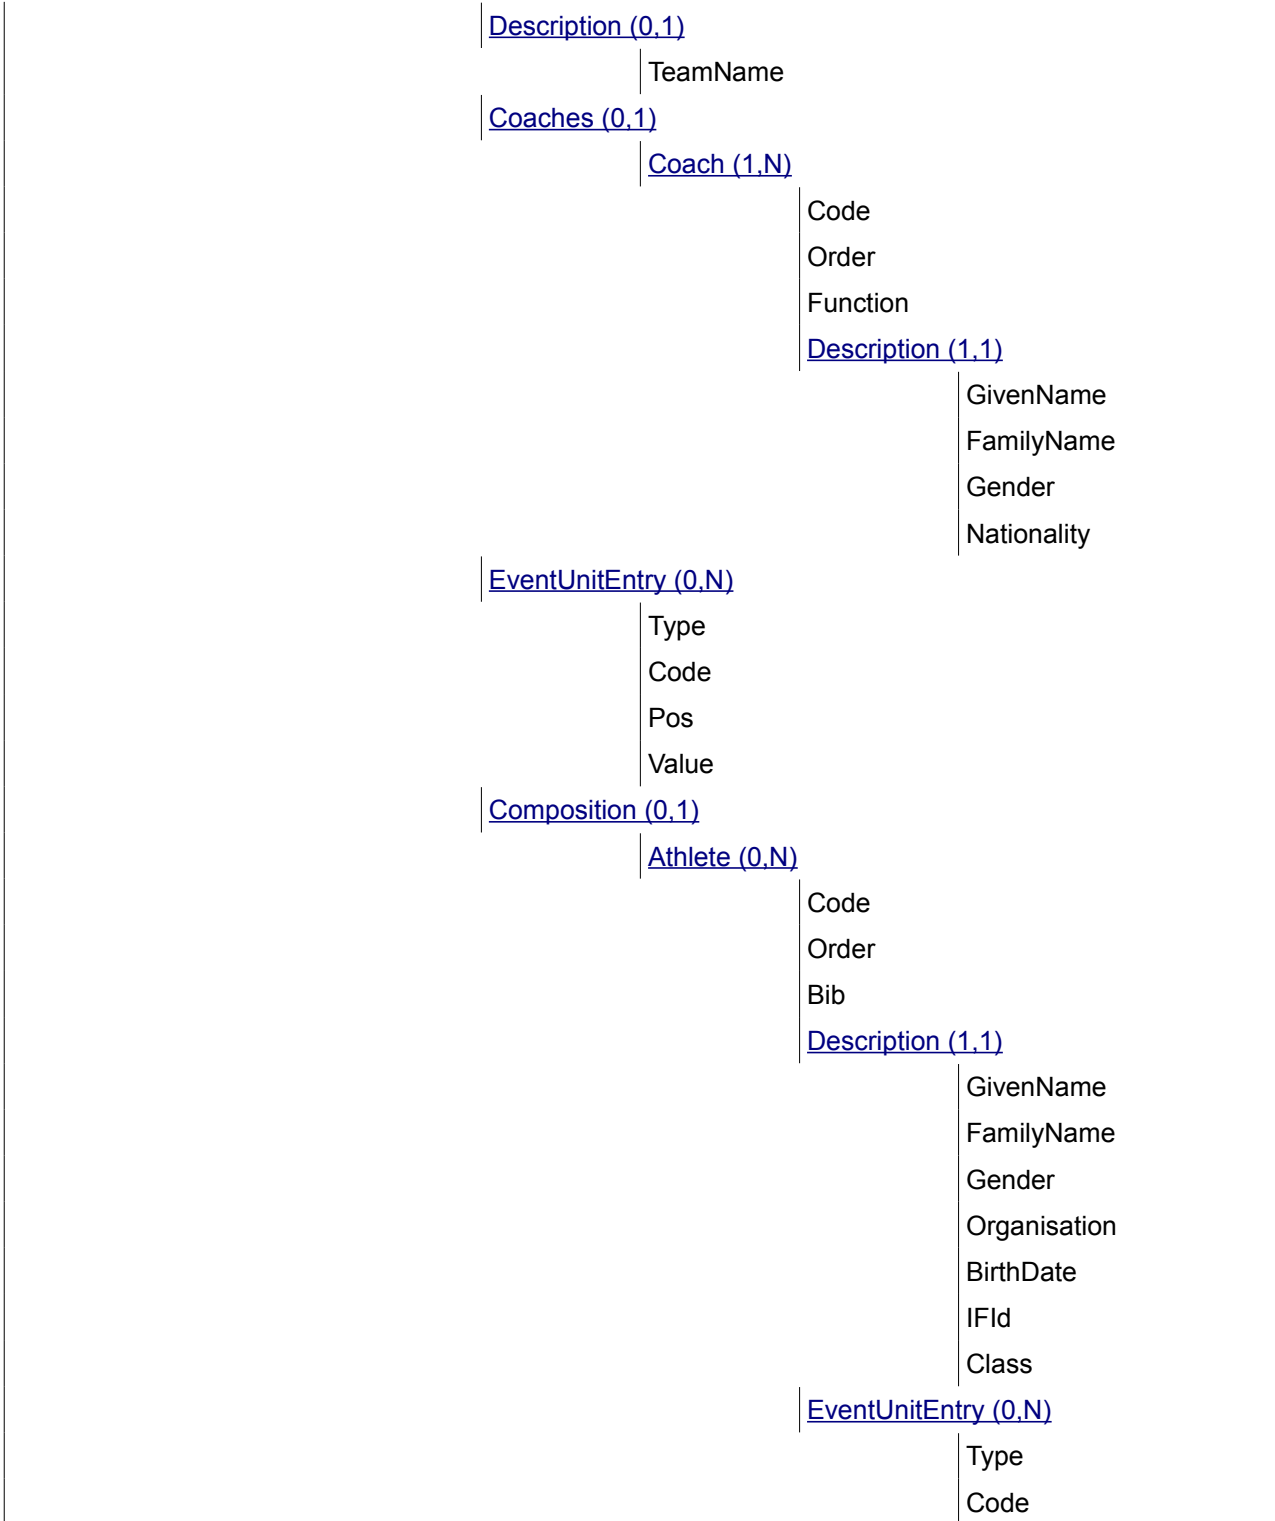 Description (0,1)
TeamName
Coaches (0,1)
Coach (1,N)
Code
Order
Function
Description (1,1)
GivenName
FamilyName
Gender
Nationality
EventUnitEntry (0,N)
Type
Code
Pos
Value
Composition (0,1)
Athlete (0,N)
Code
Order
Bib
Description (1,1)
GivenName
FamilyName
Gender
Organisation
BirthDate
IFId
Class
EventUnitEntry (0,N)
Type
Code